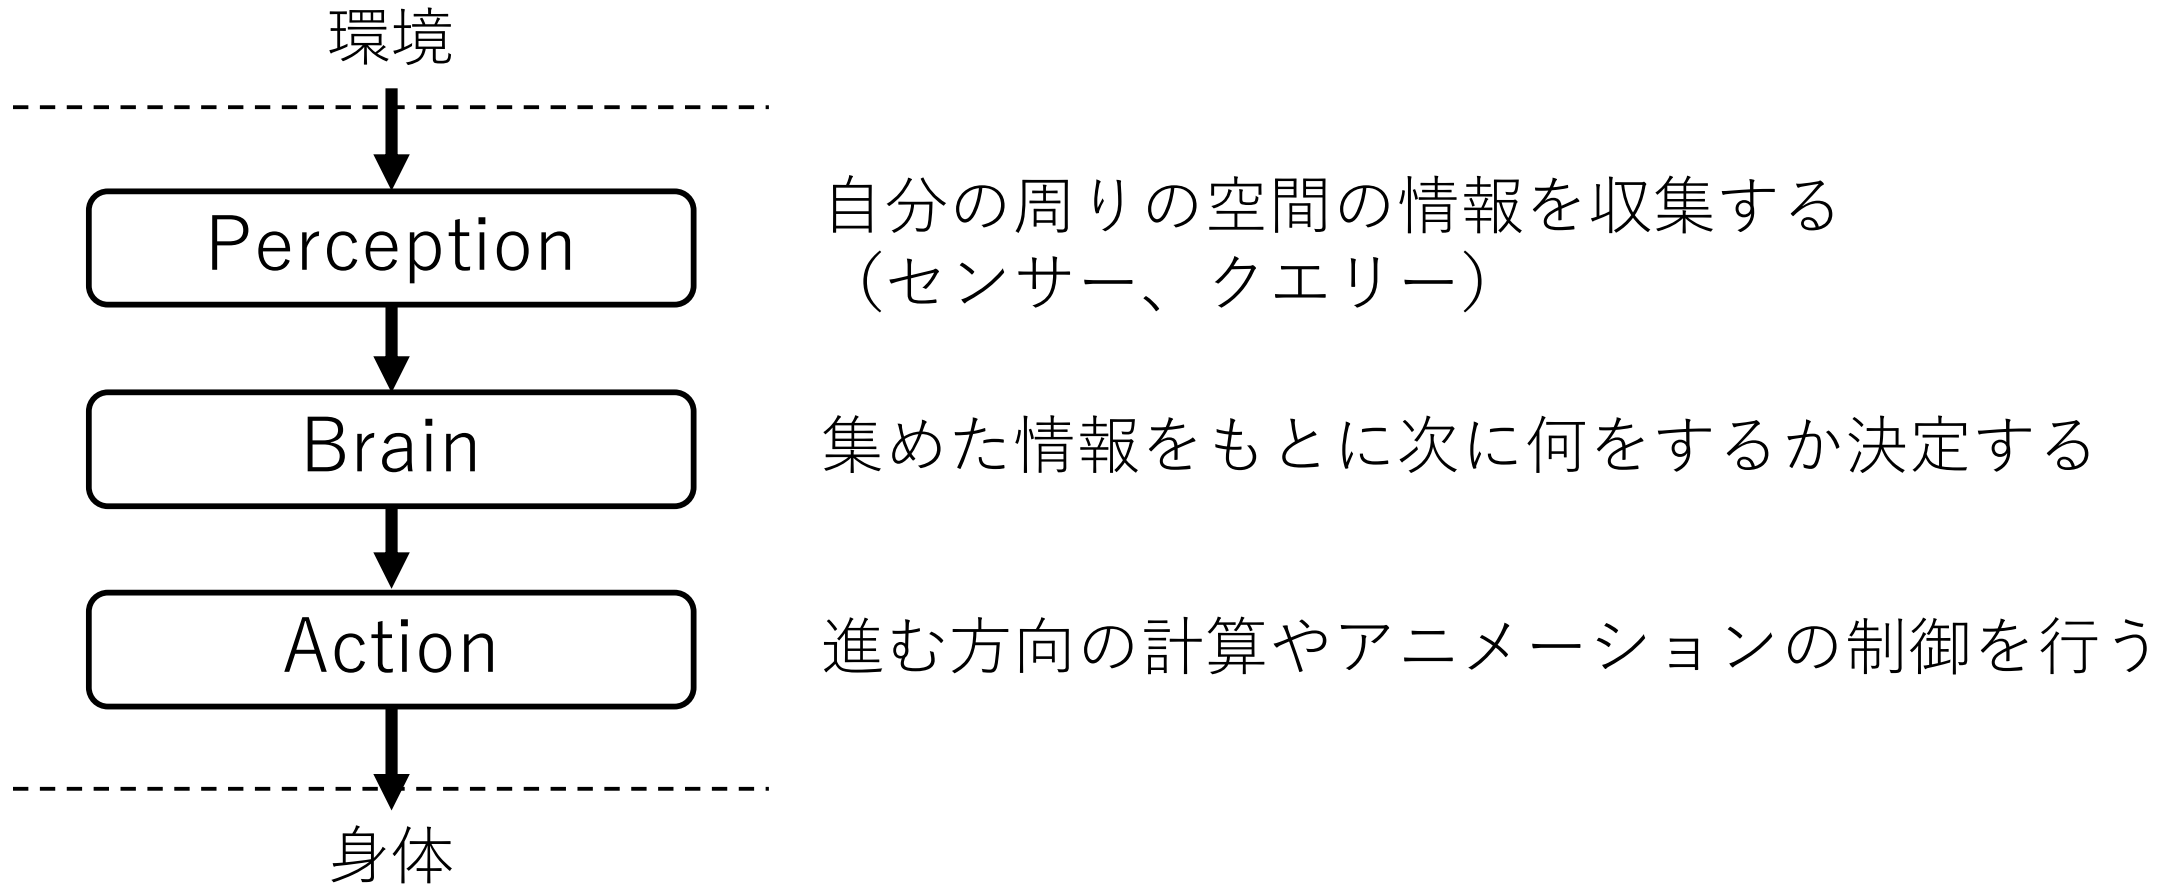 環境
Perception
自分の周りの空間の情報を収集する
（センサー、クエリー）
Brain
集めた情報をもとに次に何をするか決定する
Action
進む方向の計算やアニメーションの制御を行う
身体